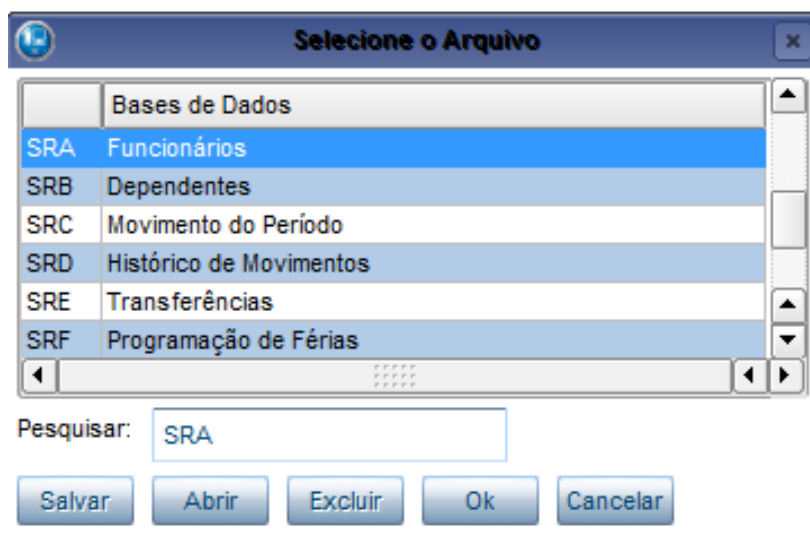 Selecione o Arquivo
Bases de Dados
SRA Funcionários
SRB Dependentes
SRC Movimento do Período
SRD Histórico de Movimentos
SRE Transferências
SRF Programação de Férias
Pesquisar: SRA
Salvar Abrir Excluir Ok Cancelar